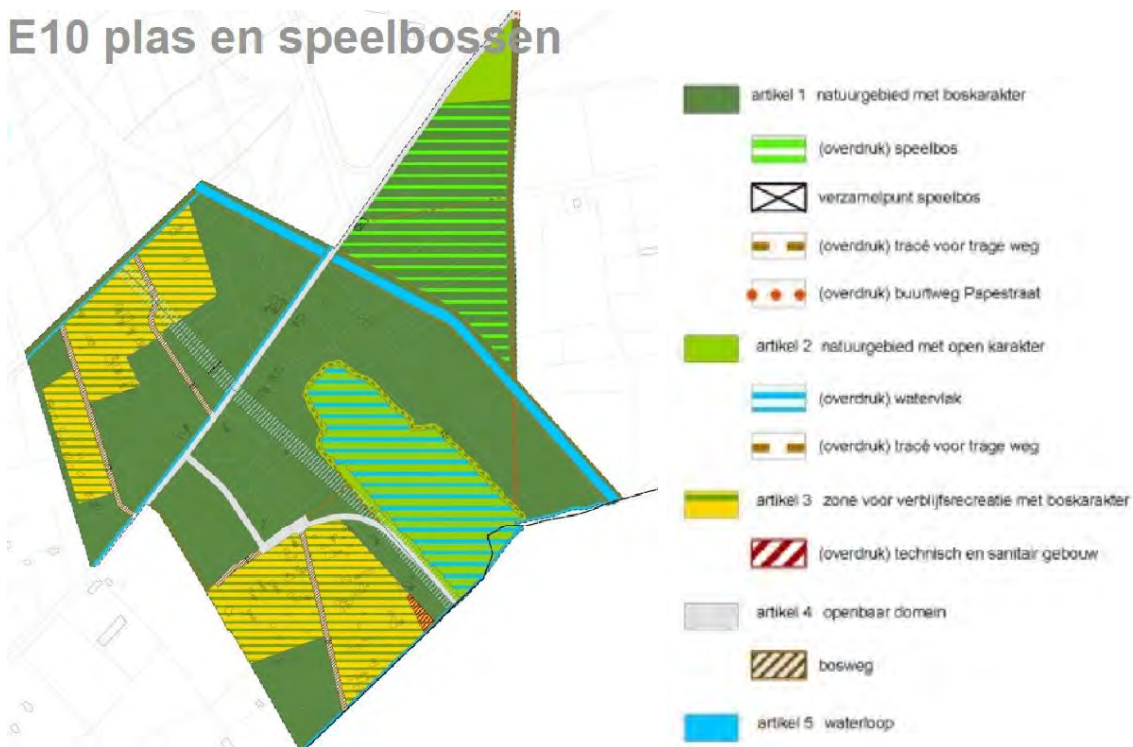 E10 plas en speelbossen
artikel 1 natuurgebied met boskarakter
(overdruk) speelbos
verzamelpunt speelbos
(overdruk) tracé voor trage weg
(overdruk) buurtweg Papestraat
artikel 2 natuurgebied met open karakter
(overdruk) watervlak
(overdruk) tracé voor trage weg
artikel 3 zone voor verblijfsrecreatie met boskarakter
(overdruk) technisch en sanitair gebouw
artikel 4 openbaar domein
bosweg
artikel 5 waterloop